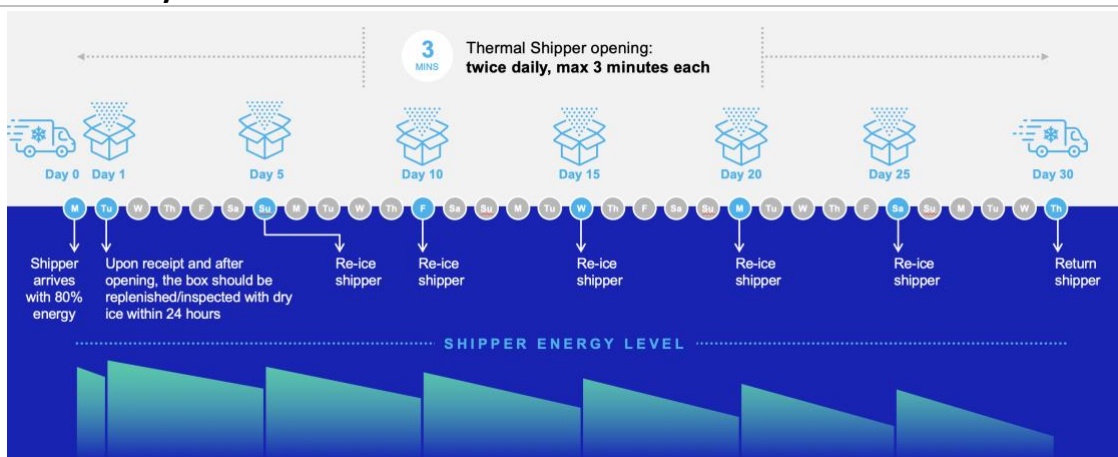 3
MINS
Thermal Shipper opening:
twice daily, max 3 minutes each
Day 0 Day 1 Day 5 Day 10 Day 15 Day 20 Day 25 Day 30
M Tu W Th F Sa Su M Tu W Th F Sa Su M Tu W Th F Sa Su M Tu W Th F Sa Su M Tu W Th
Shipper
arrives
with 80%
energy
Upon receipt and after
opening, the box should be
replenished/inspected with dry
ice within 24 hours
Re-ice
shipper
Re-ice
shipper
Re-ice
shipper
Re-ice
shipper
Re-ice
shipper
Return
shipper
SHIPPER ENERGY LEVEL